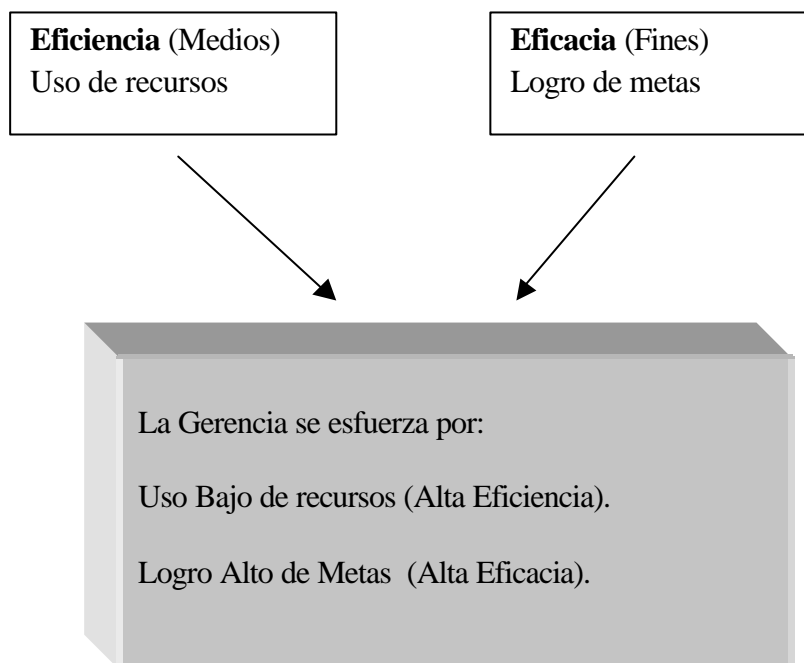 Eficiencia (Medios)
Uso de recursos
Eficacia (Fines)
Logro de metas
La Gerencia se esfuerza por:
Uso Bajo de recursos (Alta Eficiencia).
Logro Alto de Metas  (Alta Eficacia).